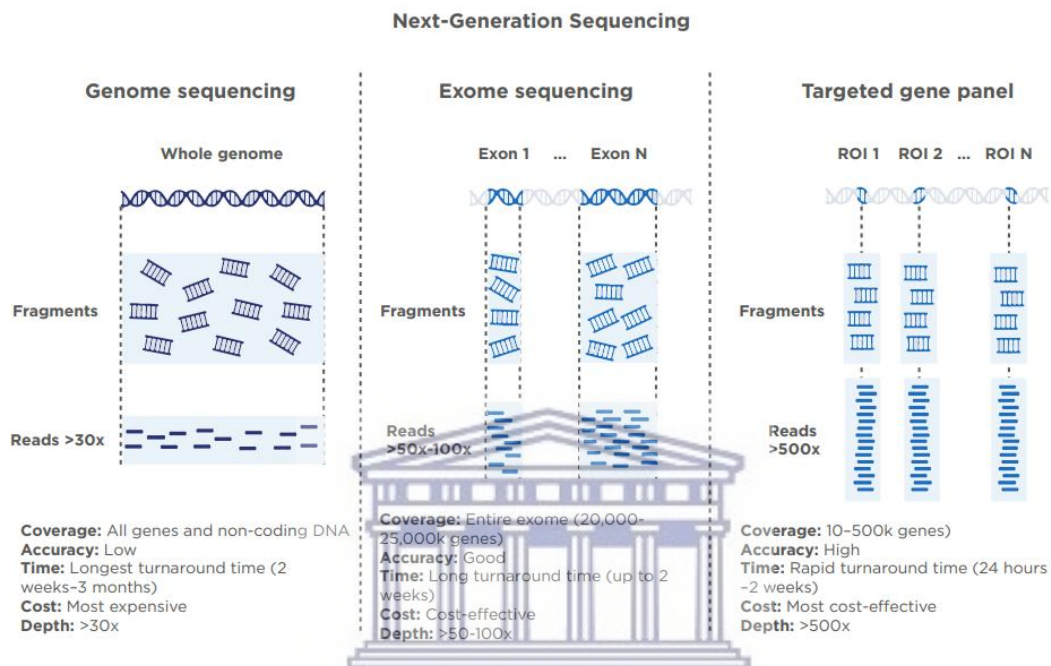 Next-Generation Sequencing
Genome sequencing
Whole genome
Fragments
Reads >30x
Coverage: All genes and non-coding DNA
Accuracy: Low
Time: Longest turnaround time (2
weeks–3 months)
Cost: Most expensive
Depth: >30x
Exome sequencing
Exon 1 ... Exon N
Fragments
Reads
>50x-100x
Coverage: Entire exome (20,000-
25,000k genes)
Accuracy: Good
Time: Long turnaround time (up to 2
weeks)
Cost: Cost-effective
Depth: >50-100x
Targeted gene panel
ROI 1 ROI 2 ... ROI N
Fragments
Reads
>500x
Coverage: 10–500k genes)
Accuracy: High
Time: Rapid turnaround time (24 hours
–2 weeks)
Cost: Most cost-effective
Depth: >500x